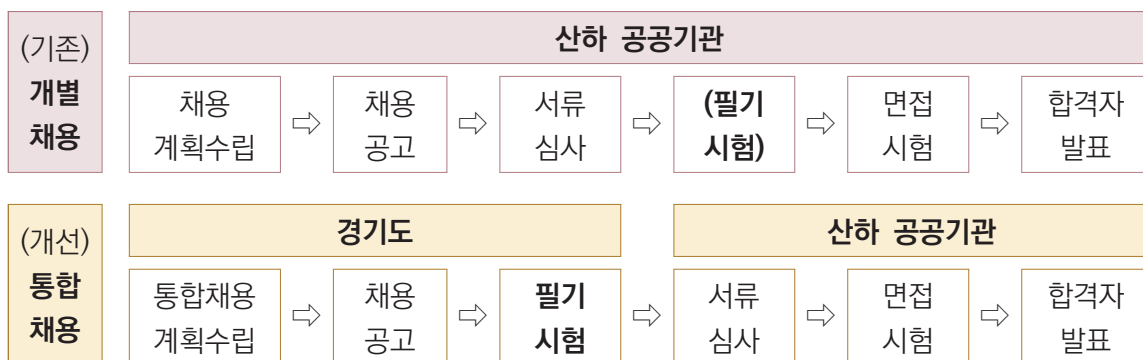 (기존)
개별
채용
산하 공공기관
채용
계획수립
⇨
채용
공고
⇨
서류
심사
⇨
(필기
시험)
⇨
면접
시험
⇨
합격자
발표
(개선)
통합
채용
경기도
산하 공공기관
통합채용
계획수립
⇨
채용
공고
⇨
필기
시험
⇨
서류
심사
⇨
면접
시험
⇨
합격자
발표